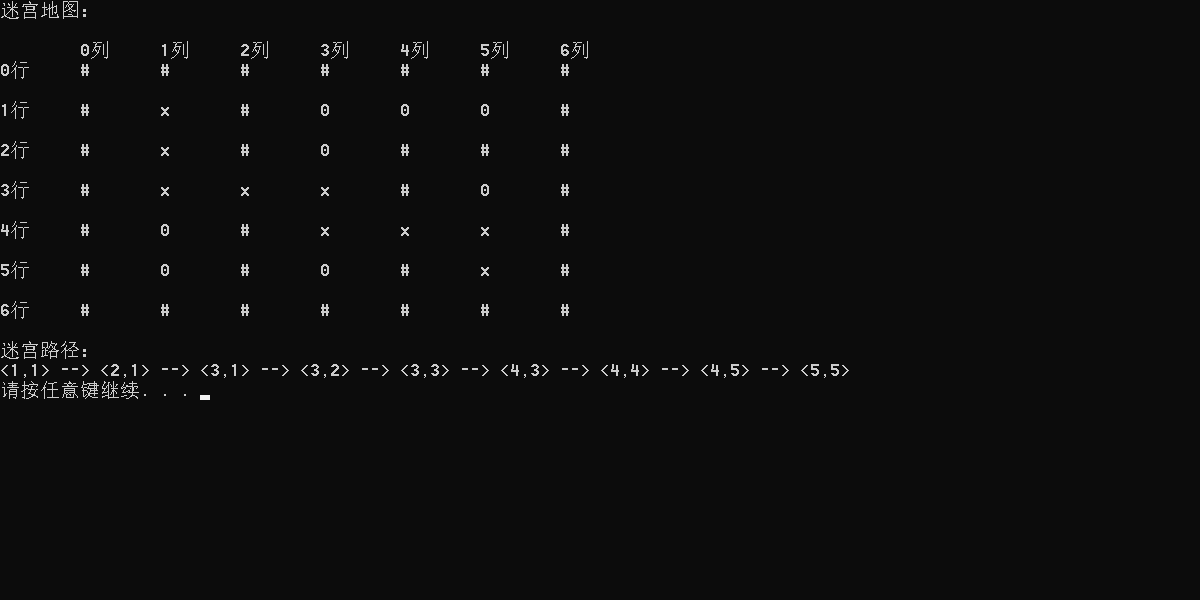 迷宫地图:
0列 1列 2列 3列 4列 5列 6列
0行 # # # # # # #
1行 # x # 0 0 0 #
2行 # x # 0 # # #
3行 # x x x # 0 #
4行 # 0 # x x x #
5行 # 0 # 0 # x #
6行 # # # # # # #
迷宫路径:
<1,1> --> <2,1> --> <3,1> --> <3,2> --> <3,3> --> <4,3> --> <4,4> --> <4,5> --> <5,5>
请按任意键继续. . .